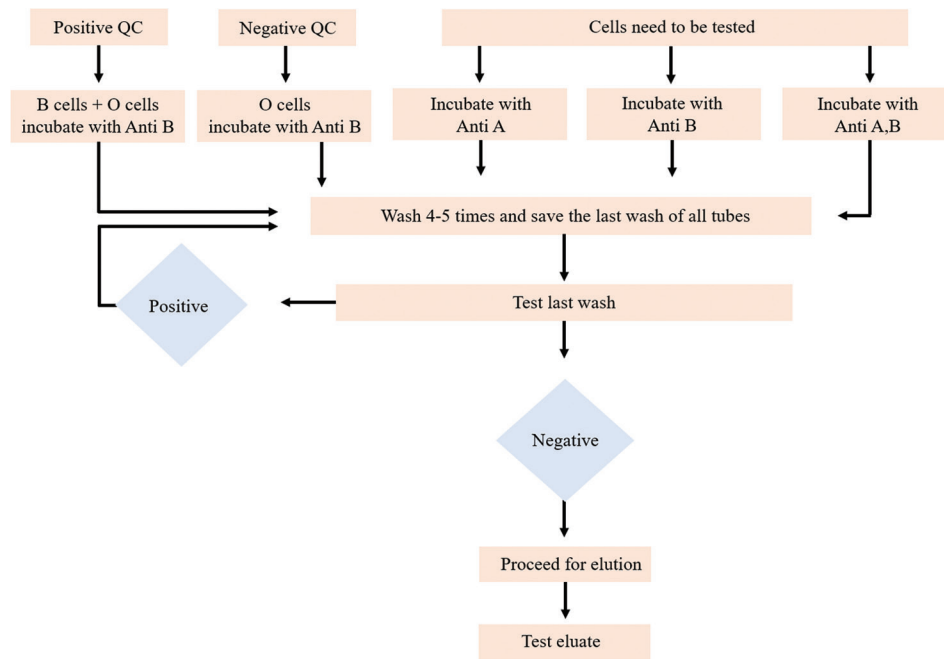 Positive QC
Negative QC
Cells need to be tested
B cells + O cells
incubate with Anti B
O cells
incubate with Anti B
Incubate with
Anti A
Incubate with
Anti B
Incubate with
Anti A,B
Wash 4-5 times and save the last wash of all tubes
Positive
Test last wash
Negative
Proceed for elution
Test eluate